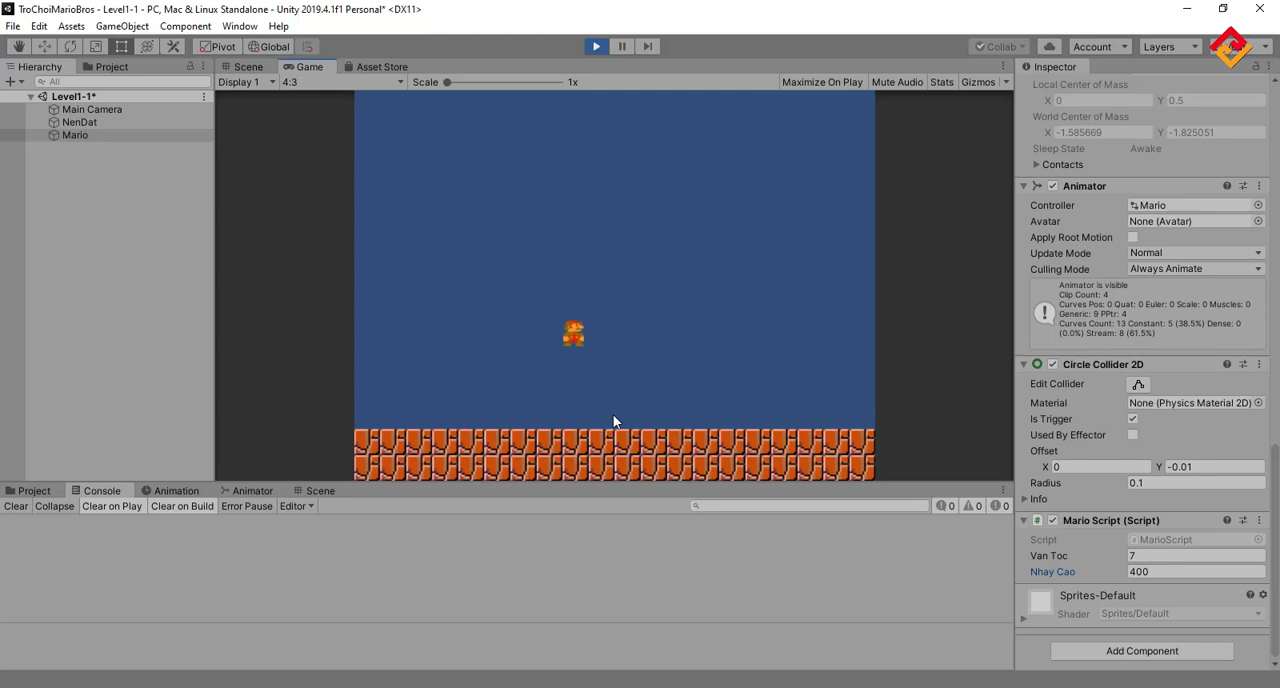 TroChoiMarioBros - Level1-1 - PC, Mac & Linux Standalone - Unity 2019.4.1f1 Personal* <DX11>
File Edit Assets GameObject Component Window Help
Pivot Global Collab Account Layers
Hierarchy Project Scene Game Asset Store Inspector
All Display 1 4:3 Scale 1x Maximize On Play Mute Audio Stats Gizmos
Level1-1*
Main Camera
NenDat
Mario
Local Center of Mass
X 0 Y 0.5
World Center of Mass
X -1.585669 Y -1.825051
Sleep State Awake
Contacts
Animator
Controller Mario
Avatar None (Avatar)
Apply Root Motion
Update Mode Normal
Culling Mode Always Animate
Animator is visible
Clip Count: 4
Curves Pos: 0 Quat: 0 Euler: 0 Scale: 0 Muscles: 0
Generic: 9 PPtr: 4
Curves Count: 13 Constant: 5 (38.5%) Dense: 0
(0.0%) Stream: 8 (61.5%)
Circle Collider 2D
Edit Collider
Material None (Physics Material 2D)
Is Trigger
Used By Effector
Offset
X 0 Y -0.01
Radius 0.1
Info
Mario Script (Script)
Script MarioScript
Van Toc 7
Nhay Cao 400
Sprites-Default
Shader Sprites/Default
Add Component
Project Console Animation Animator Scene
Clear Collapse Clear on Play Clear on Build Error Pause Editor 0 0 0